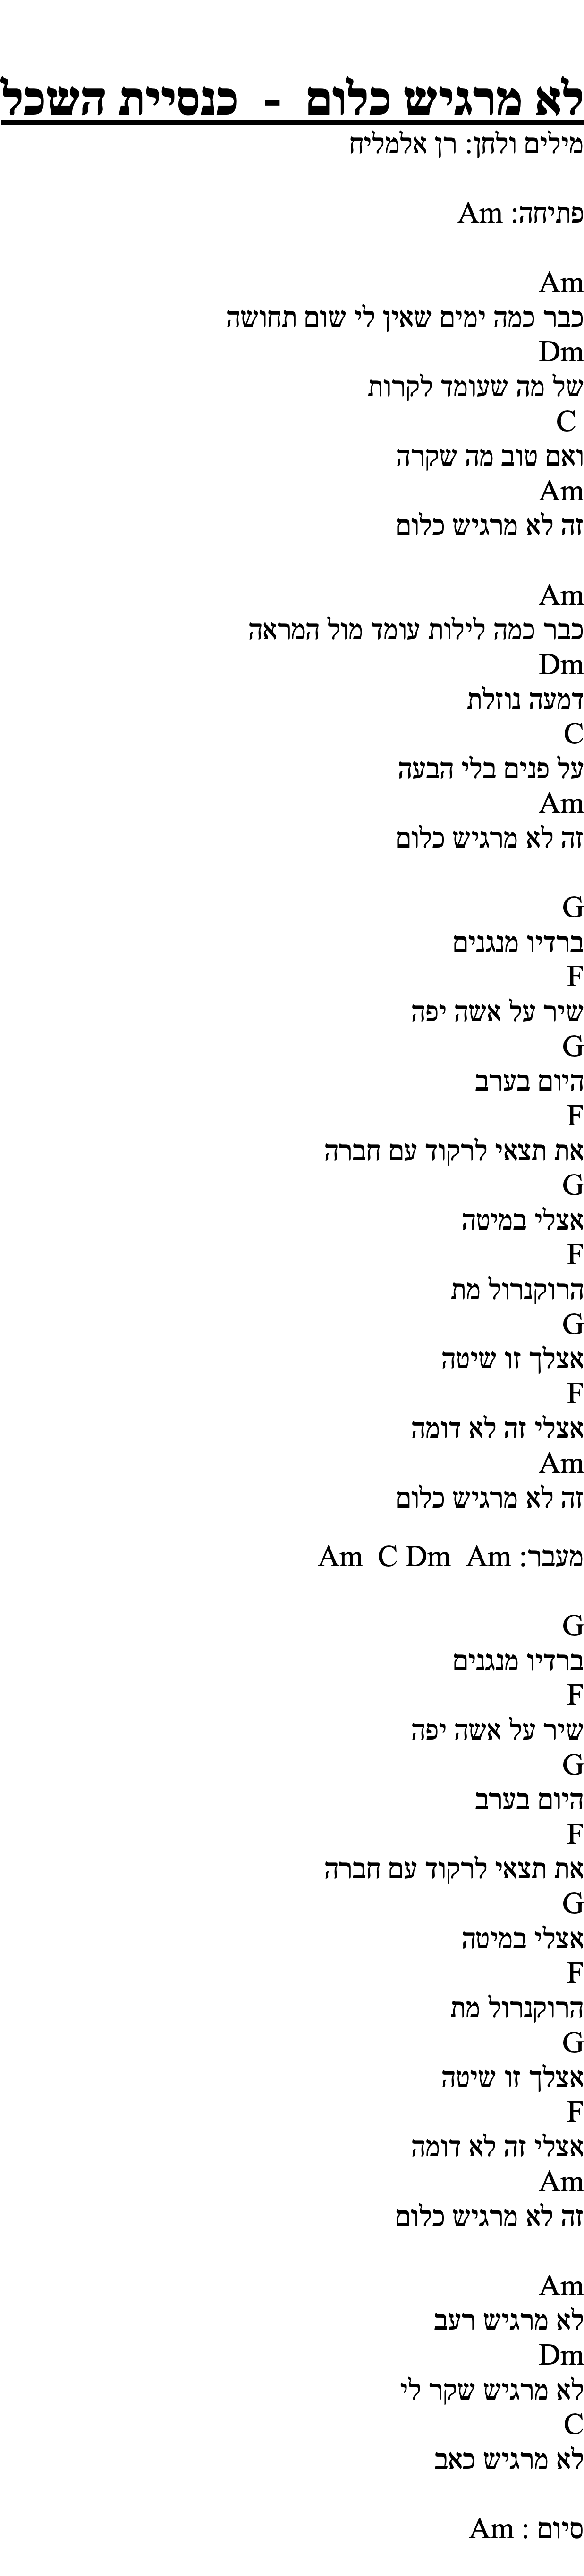 לא מרגיש כלום - כנסיית השכל
מילים ולחן: רן אלמליח
פתיחה: Am
Am
כבר כמה ימים שאין לי שום תחושה
Dm
של מה שעומד לקרות
C
ואם טוב מה שקרה
Am
זה לא מרגיש כלום
Am
כבר כמה לילות עומד מול המראה
Dm
דמעה נוזלת
C
על פנים בלי הבעה
Am
זה לא מרגיש כלום
G
ברדיו מנגנים
F
שיר על אשה יפה
G
היום בערב
F
את תצאי לרקוד עם חברה
G
אצלי במיטה
F
הרוקנרול מת
G
אצלך זו שיטה
F
אצלי זה לא דומה
Am
זה לא מרגיש כלום
מעבר: Am  C Dm  Am
G
ברדיו מנגנים
F
שיר על אשה יפה
G
היום בערב
F
את תצאי לרקוד עם חברה
G
אצלי במיטה
F
הרוקנרול מת
G
אצלך זו שיטה
F
אצלי זה לא דומה
Am
זה לא מרגיש כלום
Am
לא מרגיש רעב
Dm
לא מרגיש שקר לי
C
לא מרגיש כאב
סיום : Am